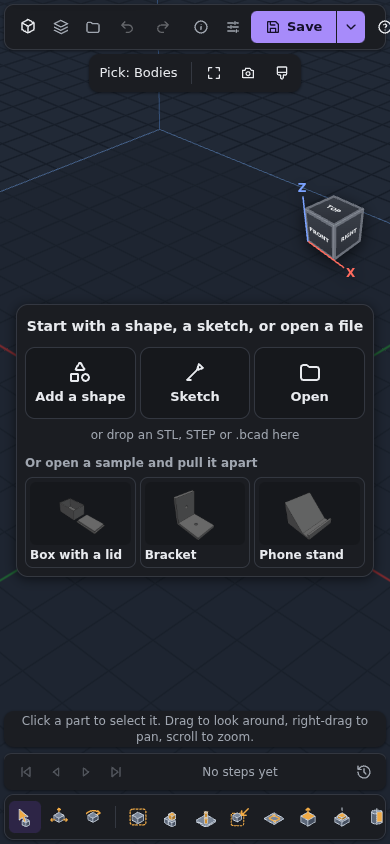 Save
Pick: Bodies
Z
TOP
FRONT
RIGHT
X
Start with a shape, a sketch, or open a file
Add a shape
Sketch
Open
or drop an STL, STEP or .bcad here
Or open a sample and pull it apart
Box with a lid
Bracket
Phone stand
Click a part to select it. Drag to look around, right-drag to
pan, scroll to zoom.
No steps yet